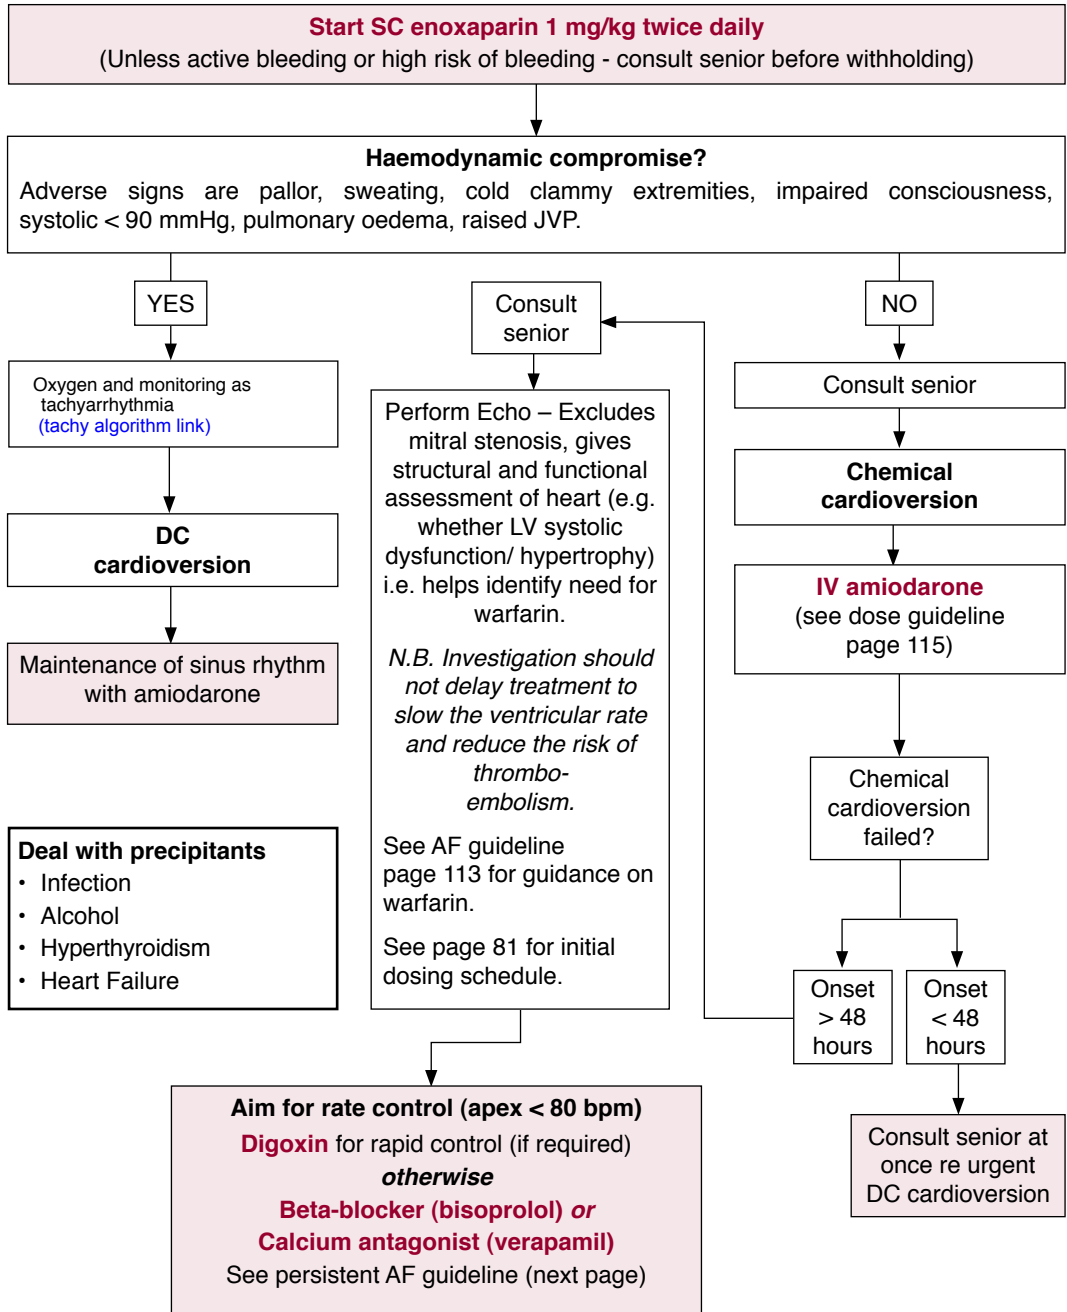 Start SC enoxaparin 1 mg/kg twice daily
(Unless active bleeding or high risk of bleeding - consult senior before withholding)
Haemodynamic compromise?
Adverse signs are pallor, sweating, cold clammy extremities, impaired consciousness,
systolic < 90 mmHg, pulmonary oedema, raised JVP.
YES
Oxygen and monitoring as
tachyarrhythmia
(tachy algorithm link)
DC
cardioversion
Maintenance of sinus rhythm
with amiodarone
Deal with precipitants
• Infection
• Alcohol
• Hyperthyroidism
• Heart Failure
Consult
senior
Perform Echo – Excludes
mitral stenosis, gives
structural and functional
assessment of heart (e.g.
whether LV systolic
dysfunction/ hypertrophy)
i.e. helps identify need for
warfarin.
N.B. Investigation should
not delay treatment to
slow the ventricular rate
and reduce the risk of
thrombo-
embolism.
See AF guideline
page 113 for guidance on
warfarin.
See page 81 for initial
dosing schedule.
Aim for rate control (apex < 80 bpm)
Digoxin for rapid control (if required)
otherwise
Beta-blocker (bisoprolol) or
Calcium antagonist (verapamil)
See persistent AF guideline (next page)
NO
Consult senior
Chemical
cardioversion
IV amiodarone
(see dose guideline
page 115)
Chemical
cardioversion
failed?
Onset
> 48
hours
Onset
< 48
hours
Consult senior at
once re urgent
DC cardioversion